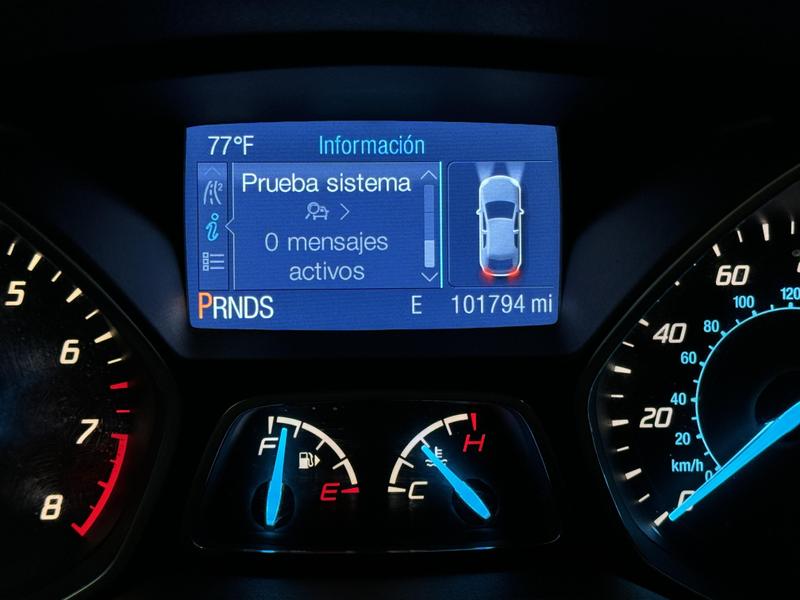 77°F Información
Prueba sistema
0 mensajes
activos
PRNDS E 101794 mi
5
6
7
8
F
E
C
H
60
40
20
0
120
100
80
60
40
20
0
km/h